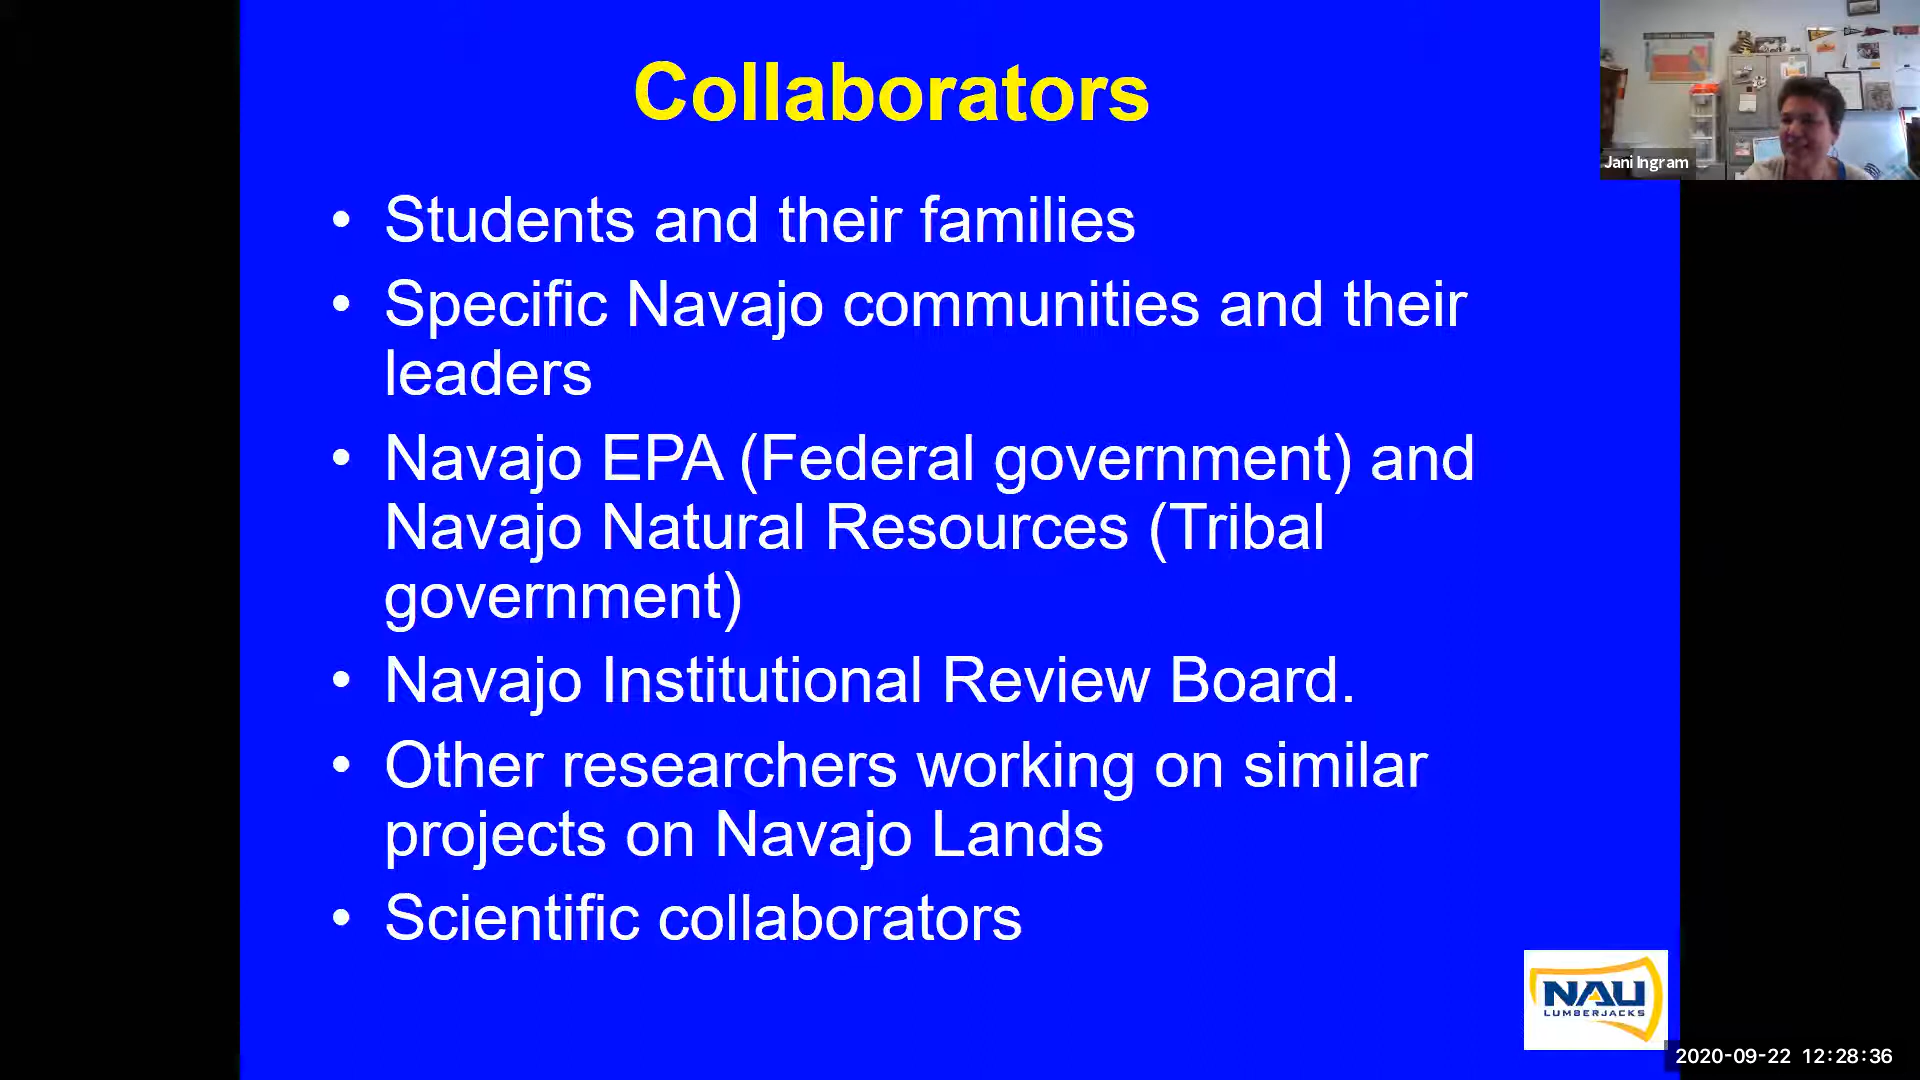 Collaborators
• Students and their families
• Specific Navajo communities and their
leaders
• Navajo EPA (Federal government) and
Navajo Natural Resources (Tribal
government)
• Navajo Institutional Review Board.
• Other researchers working on similar
projects on Navajo Lands
• Scientific collaborators
Jani Ingram
NAU
LUMBERJACKS
2020-09-22 12:28:36